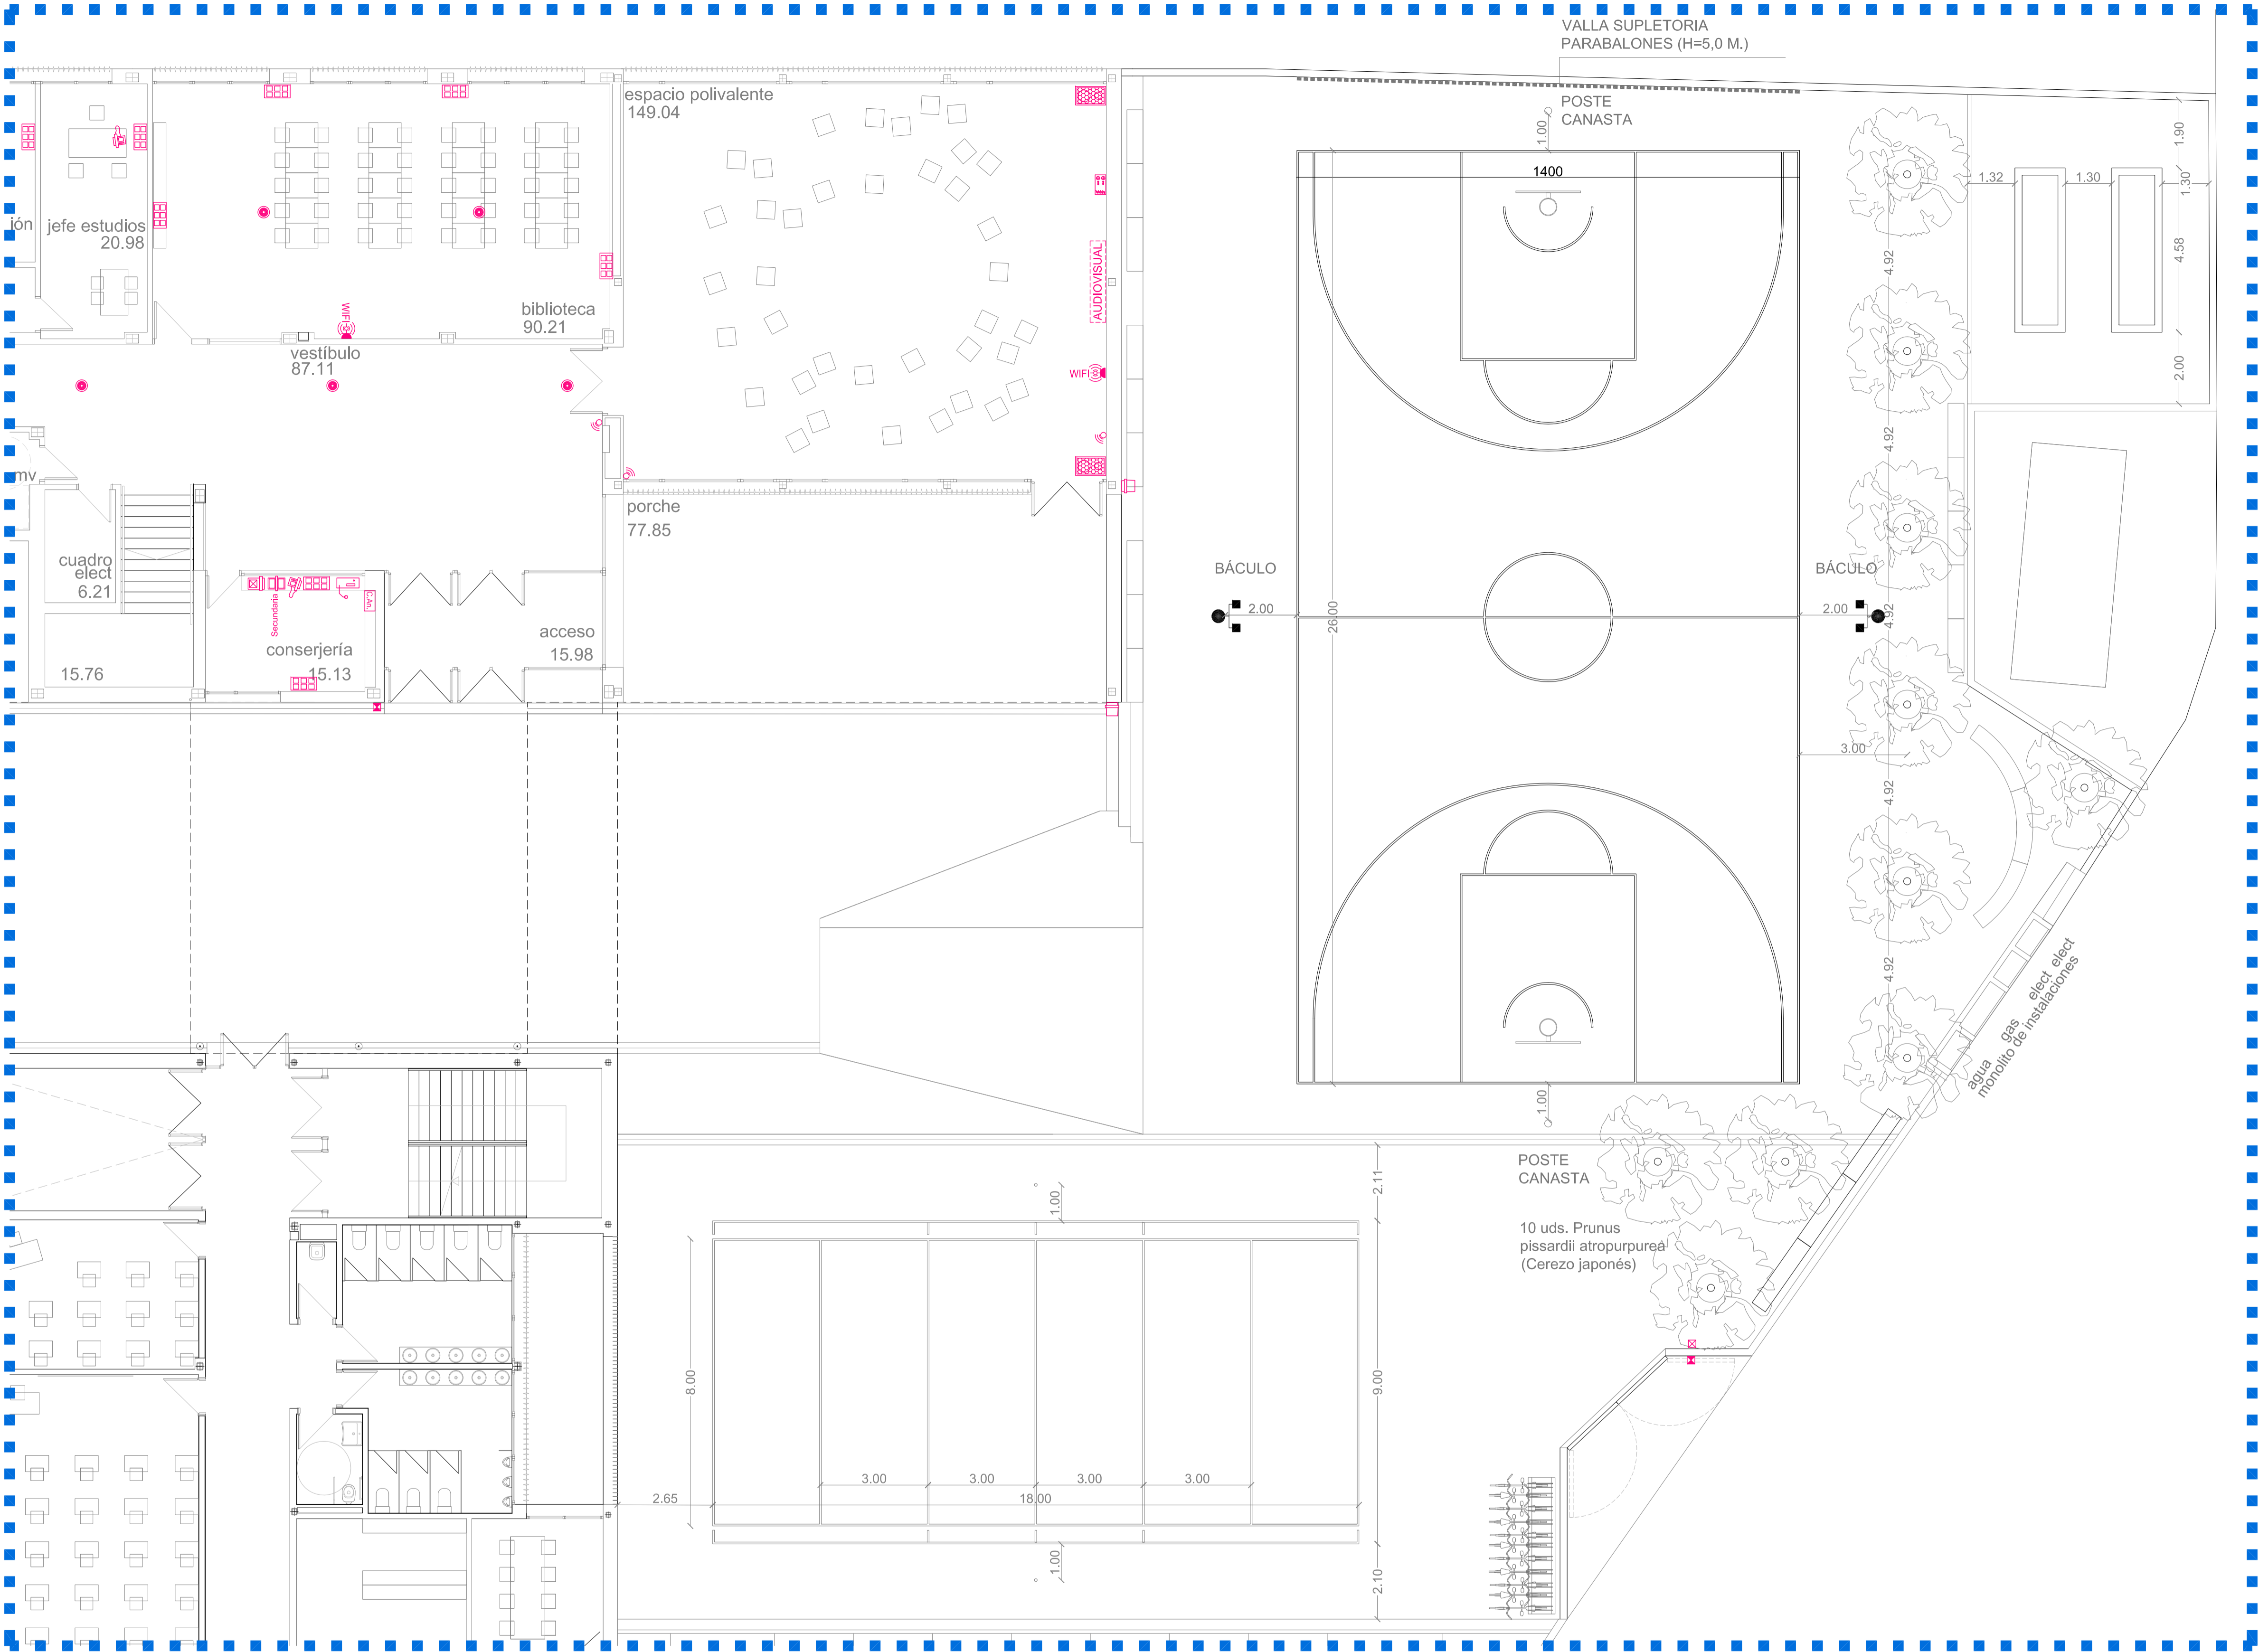 VALLA SUPLETORIA
PARABALONES (H=5,0 M.)
espacio polivalente
149.04
POSTE
CANASTA
1.00
1400
1.90
1.32
1.30
1.30
4.58
2.00
ión
jefe estudios
20.98
biblioteca
90.21
WIFI
AUDIOVISUAL
WIFI
vestíbulo
87.11
4.92
4.92
4.92
4.92
4.92
mv
porche
77.85
cuadro
elect
6.21
Secundaria
C.An.
conserjería
15.13
15.76
acceso
15.98
BÁCULO
2.00
26.00
BÁCULO
2.00
3.00
elect elect
agua gas
monolito de instalaciones
1.00
POSTE
CANASTA
10 uds. Prunus
pissardii atropurpurea
(Cerezo japonés)
1.00
2.11
8.00
9.00
3.00
3.00
3.00
3.00
2.65
18.00
1.00
2.10